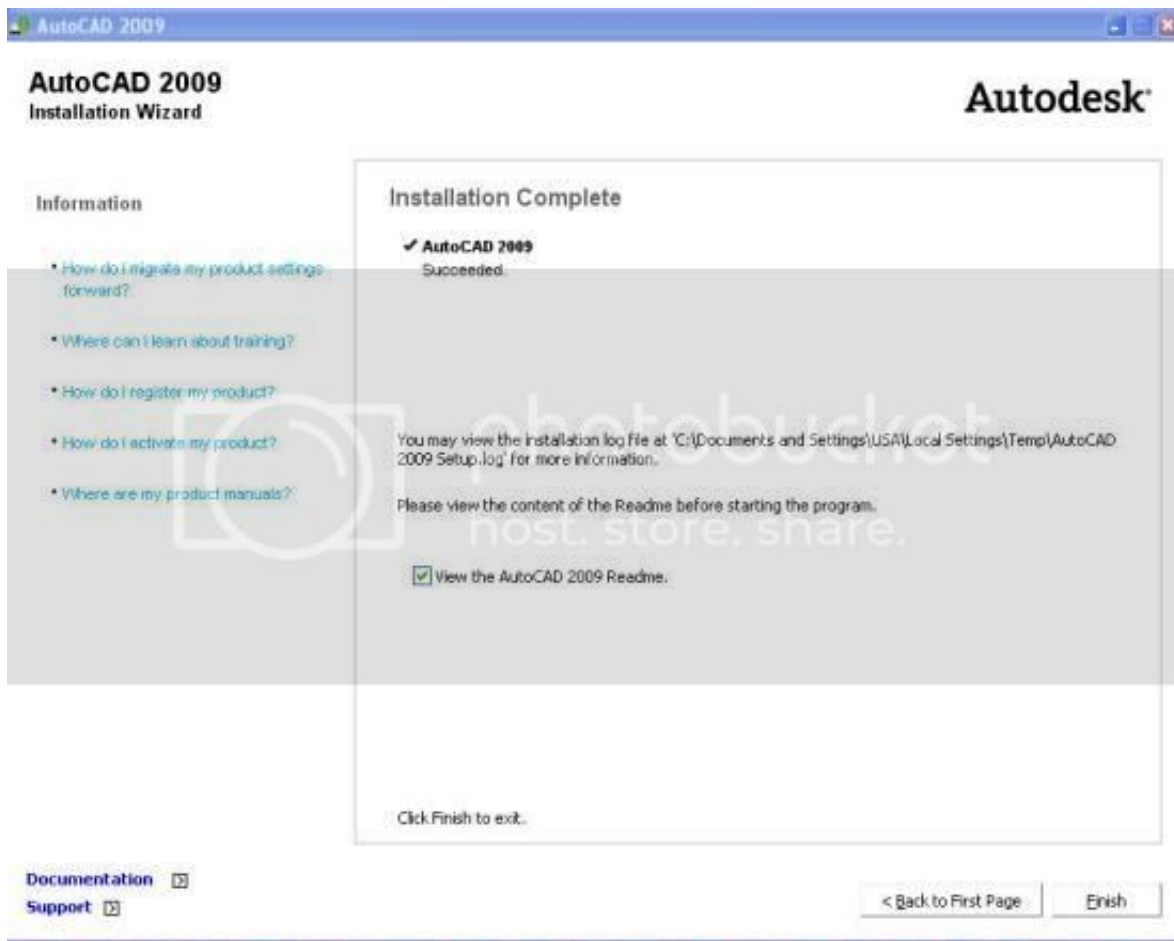 AutoCAD 2009
AutoCAD 2009
Installation Wizard
Autodesk
Information
• How do I migrate my product settings
forward?
• Where can I learn about training?
• How do I register my product?
• How do I activate my product?
• Where are my product manuals?
Installation Complete
✓ AutoCAD 2009
Succeeded.
You may view the installation log file at 'C:\Documents and Settings\USA\Local Settings\Temp\AutoCAD
2009 Setup.log' for more information.
Please view the content of the Readme before starting the program.
View the AutoCAD 2009 Readme.
photobucket
host. store. share.
Click Finish to exit.
Documentation
Support
< Back to First Page
Finish